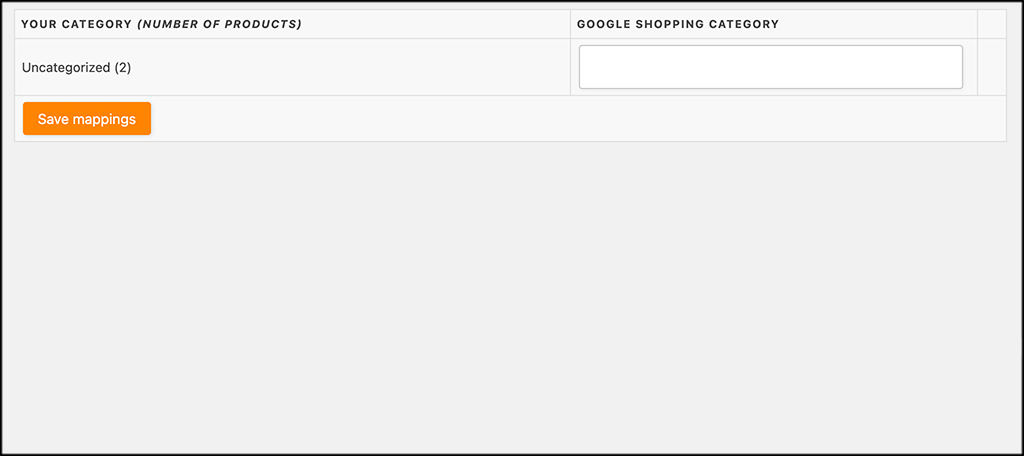 YOUR CATEGORY (NUMBER OF PRODUCTS) GOOGLE SHOPPING CATEGORY
Uncategorized (2)
Save mappings